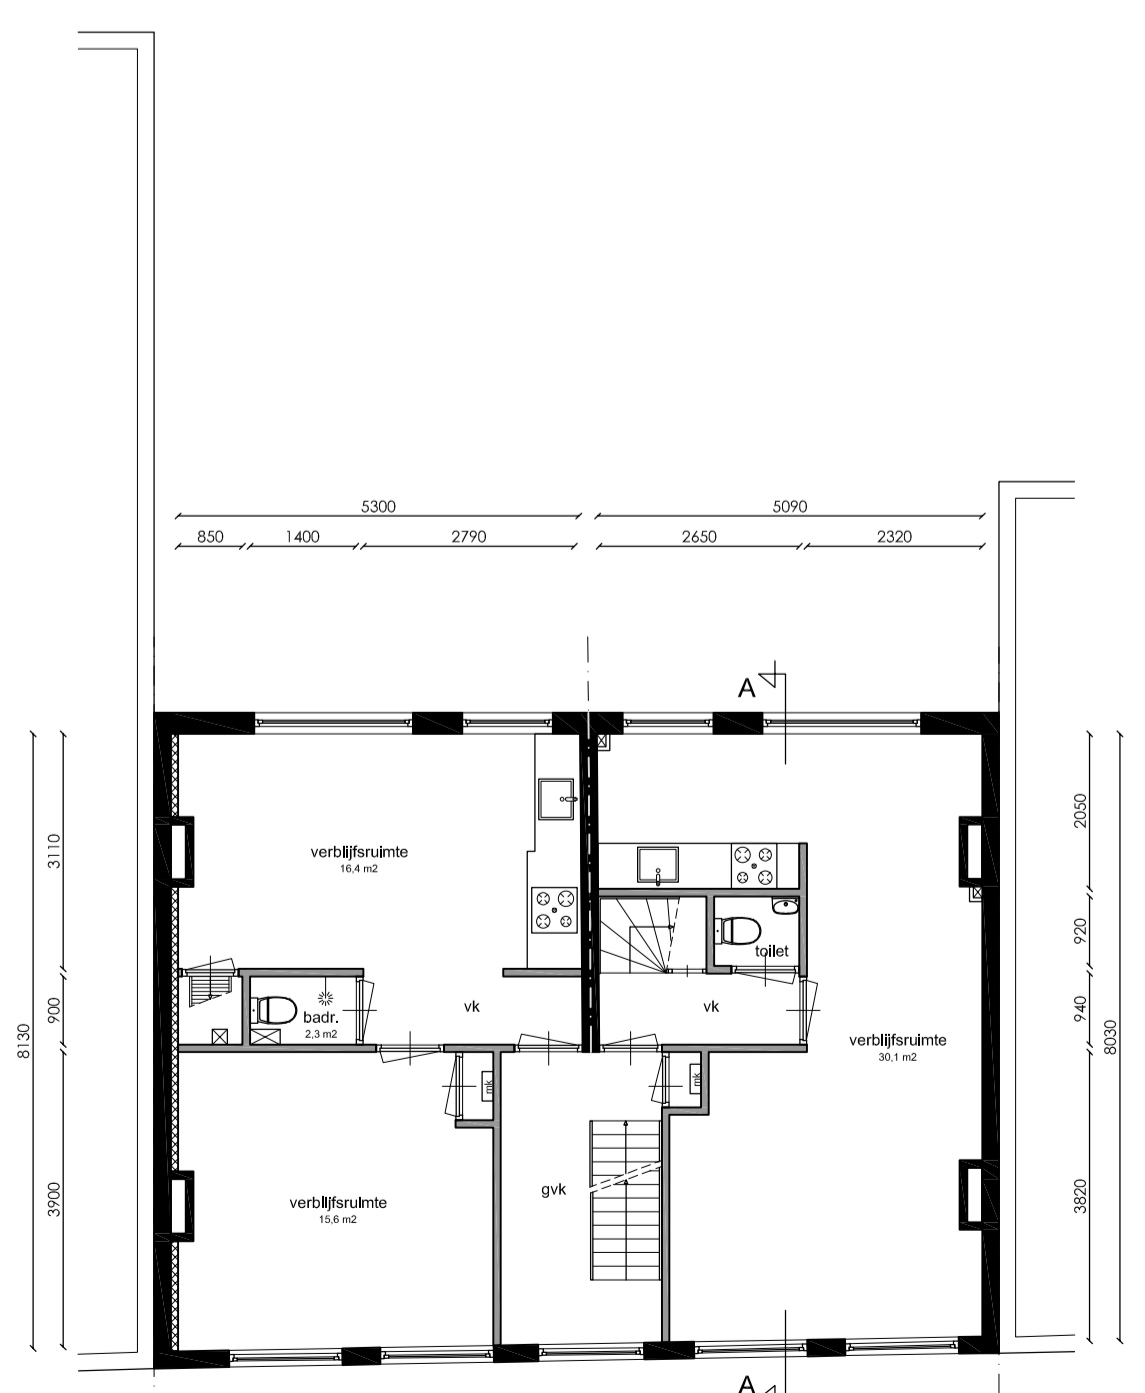 5300
5090
850
1400
2790
2650
2320
A
3110
2050
verblijfsruimte
16,4 m2
920
toilet
900
badr.
2,3 m2
vk
vk
940
8130
8030
verblijfsruimte
30,1 m2
mk
mk
3900
3820
gvk
verblijfsruimte
15,6 m2
A